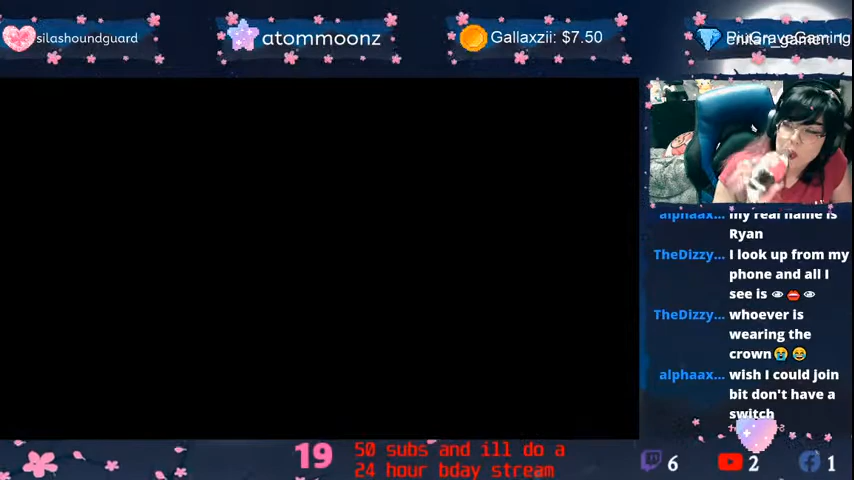 silashoundguard
atommoonz
Gallaxzii: $7.50
alphaax... my real name is
Ryan
TheDizzy... I look up from my
phone and all I
see is 👁👄👁
TheDizzy... whoever is
wearing the
crown😭😂
alphaax... wish I could join
bit don't have a
switch
19
50 subs and ill do a
24 hour bday stream
6
2
1